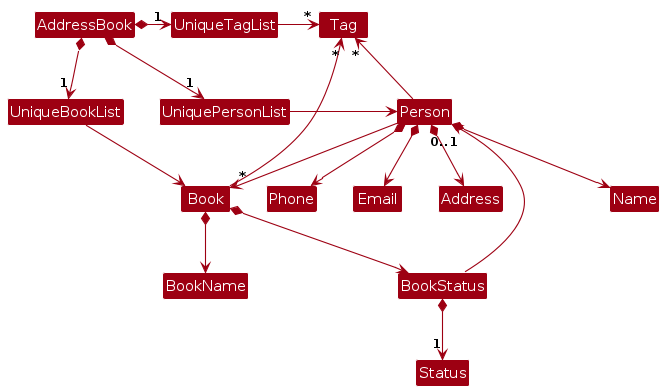 AddressBook 1 UniqueTagList * Tag
* *
1 1
UniqueBookList UniquePersonList Person
0..1
*
Book Phone Email Address Name
BookName BookStatus
1
Status